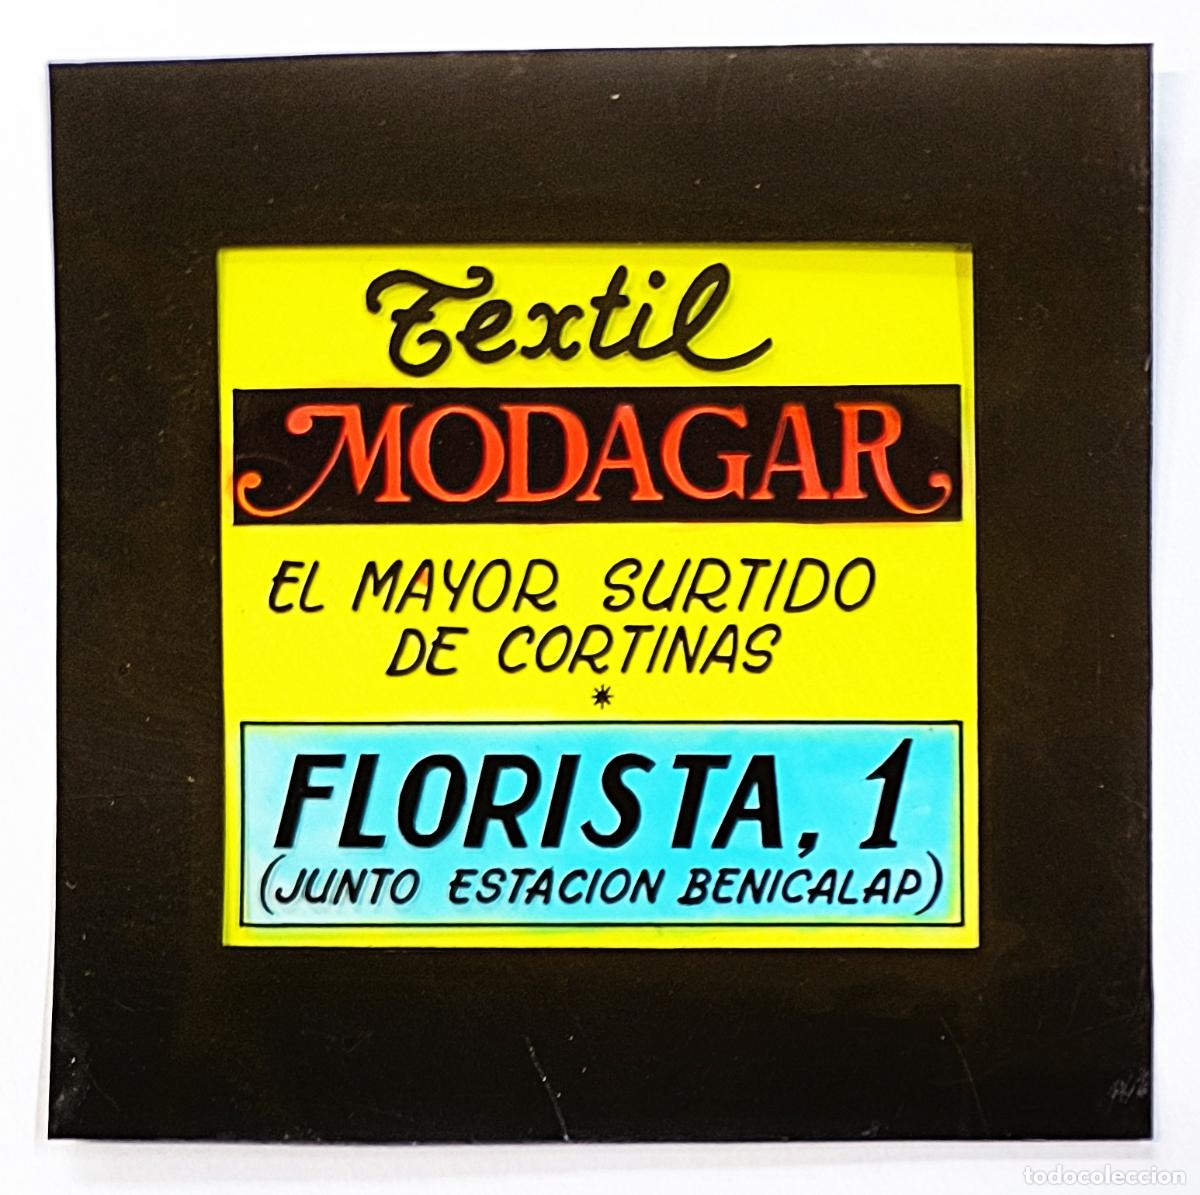 Textil
MODAGAR
EL MAYOR SURTIDO
DE CORTINAS
*
FLORISTA, 1
(JUNTO ESTACION BENICALAP)
todocoleccion